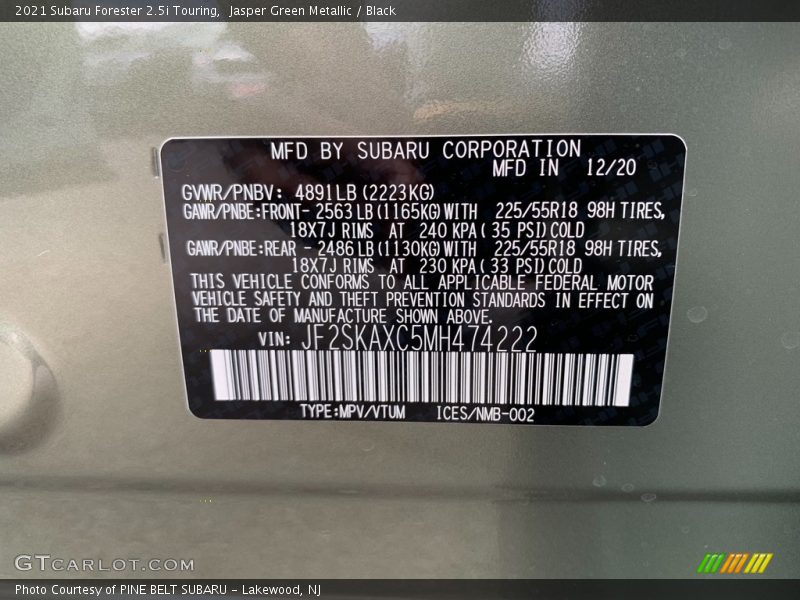 2021 Subaru Forester 2.5i Touring,  Jasper Green Metallic / Black
MFD BY SUBARU CORPORATION
MFD IN 12/20
GVWR/PNBV: 4891LB(2223KG)
GAWR/PNBE:FRONT- 2563LB(1165KG)WITH 225/55R18 98H TIRES,
18X7J RIMS AT 240 KPA( 35 PSI)COLD
GAWR/PNBE:REAR - 2486LB(1130KG)WITH 225/55R18 98H TIRES,
18X7J RIMS AT 230 KPA( 33 PSI)COLD
THIS VEHICLE CONFORMS TO ALL APPLICABLE FEDERAL MOTOR
VEHICLE SAFETY AND THEFT PREVENTION STANDARDS IN EFFECT ON
THE DATE OF MANUFACTURE SHOWN ABOVE.
VIN: JF2SKAXC5MH474222
TYPE:MPV/VTUM ICES/NMB-002
GTCARLOT.COM
Photo Courtesy of PINE BELT SUBARU - Lakewood, NJ